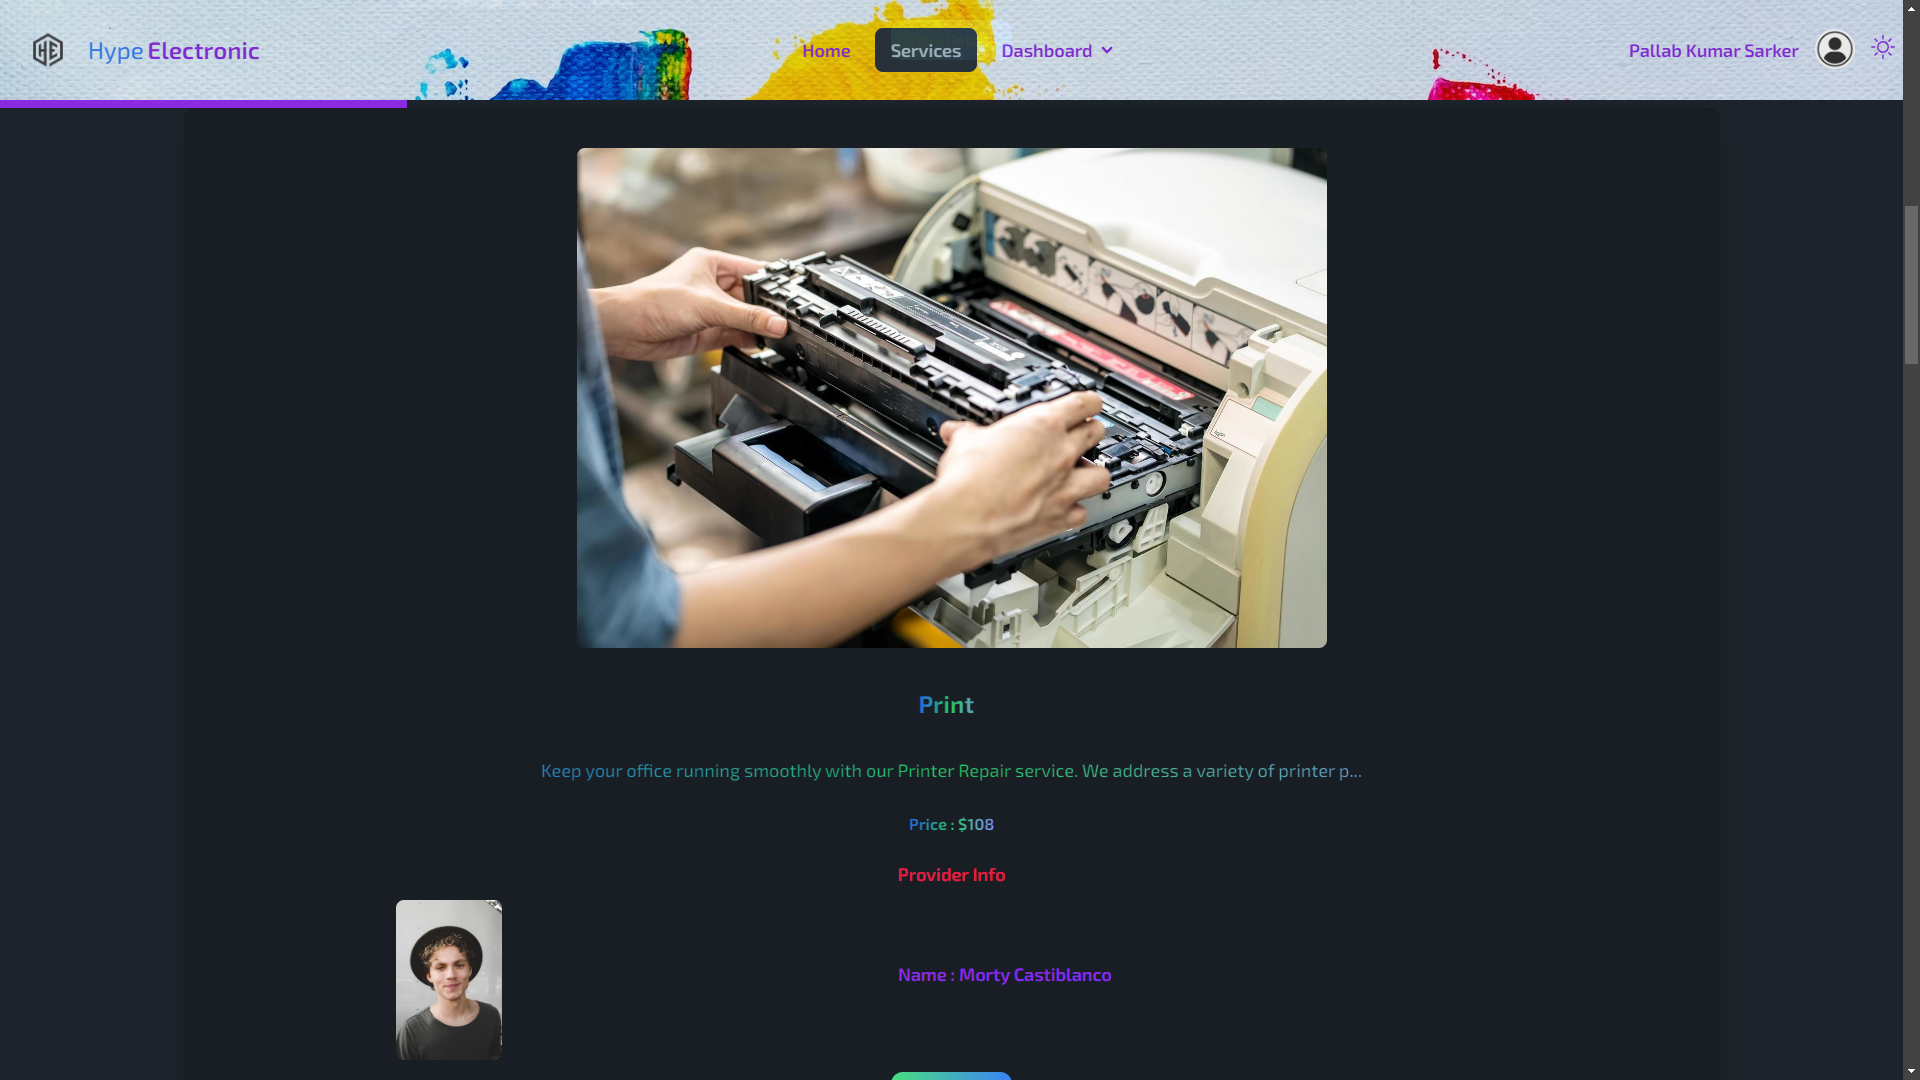 HE
Hype Electronic
Home
Services
Dashboard
Pallab Kumar Sarker
Print
Keep your office running smoothly with our Printer Repair service. We address a variety of printer p...
Price : $108
Provider Info
Name : Morty Castiblanco